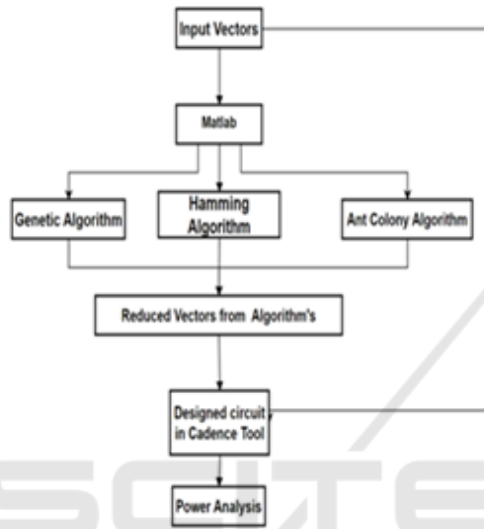 Input Vectors
Matlab
Genetic Algorithm
Hamming
Algorithm
Ant Colony Algorithm
Reduced Vectors from Algorithm's
Designed circuit
in Cadence Tool
Power Analysis
SCITE